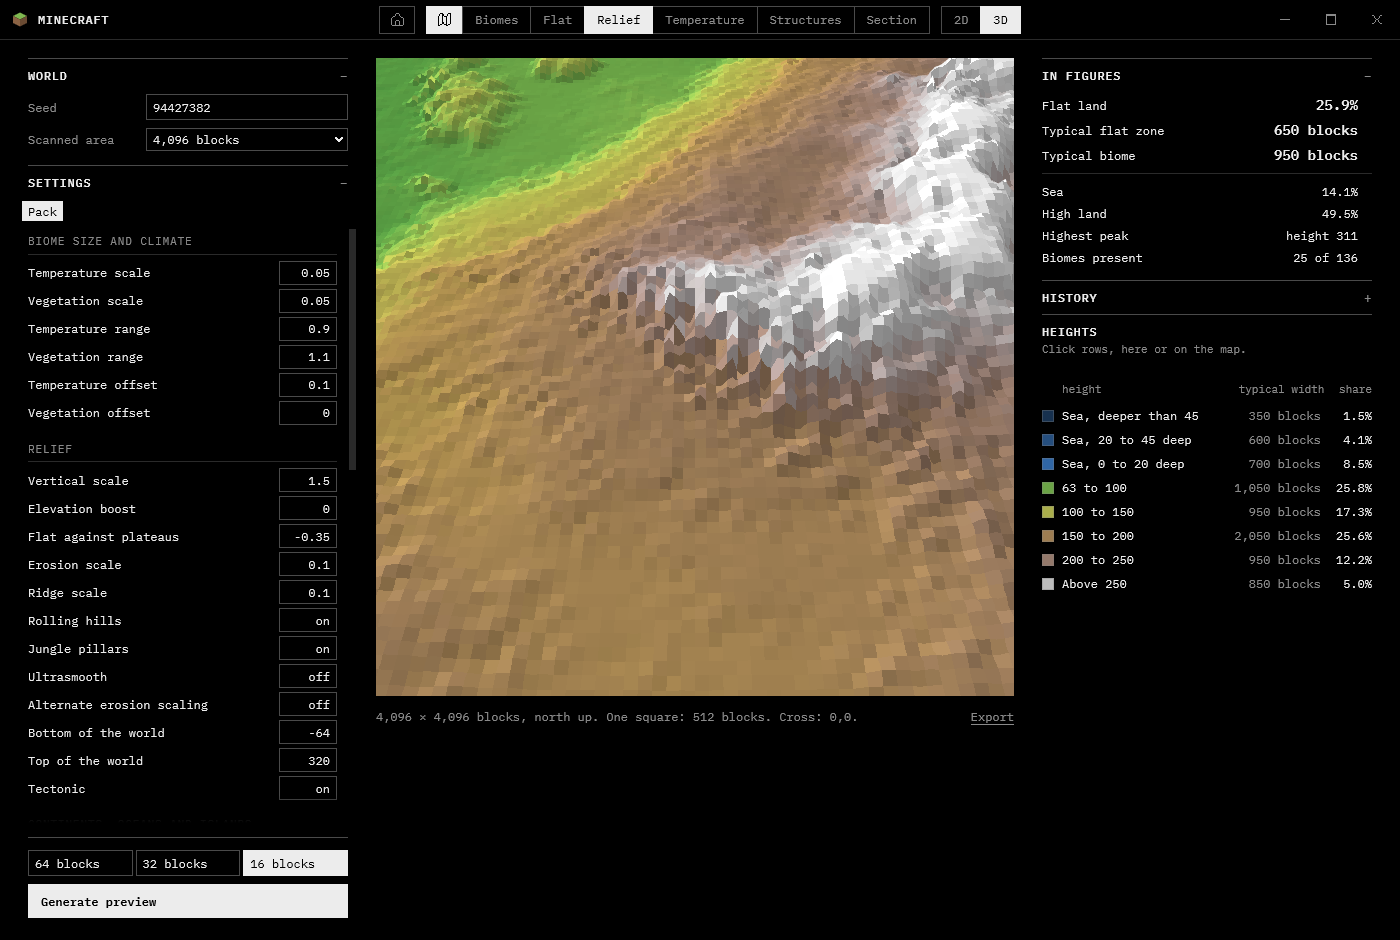 MINECRAFT
Biomes Flat Relief Temperature Structures Section 2D 3D
WORLD −
Seed 94427382
Scanned area 4,096 blocks
SETTINGS −
Pack
BIOME SIZE AND CLIMATE
Temperature scale 0.05
Vegetation scale 0.05
Temperature range 0.9
Vegetation range 1.1
Temperature offset 0.1
Vegetation offset 0
RELIEF
Vertical scale 1.5
Elevation boost 0
Flat against plateaus -0.35
Erosion scale 0.1
Ridge scale 0.1
Rolling hills on
Jungle pillars on
Ultrasmooth off
Alternate erosion scaling off
Bottom of the world -64
Top of the world 320
Tectonic on
64 blocks 32 blocks 16 blocks
Generate preview
4,096 × 4,096 blocks, north up. One square: 512 blocks. Cross: 0,0. Export
IN FIGURES −
Flat land 25.9%
Typical flat zone 650 blocks
Typical biome 950 blocks
Sea 14.1%
High land 49.5%
Highest peak height 311
Biomes present 25 of 136
HISTORY +
HEIGHTS
Click rows, here or on the map.
height typical width share
Sea, deeper than 45 350 blocks 1.5%
Sea, 20 to 45 deep 600 blocks 4.1%
Sea, 0 to 20 deep 700 blocks 8.5%
63 to 100 1,050 blocks 25.8%
100 to 150 950 blocks 17.3%
150 to 200 2,050 blocks 25.6%
200 to 250 950 blocks 12.2%
Above 250 850 blocks 5.0%